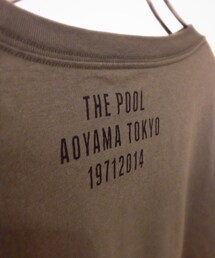 THE POOL
AOYAMA TOKYO
19712014